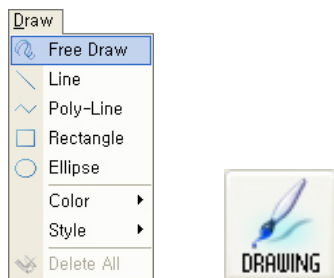 Draw
Free Draw
Line
Poly-Line
Rectangle
Ellipse
Color
Style
Delete All
DRAWING